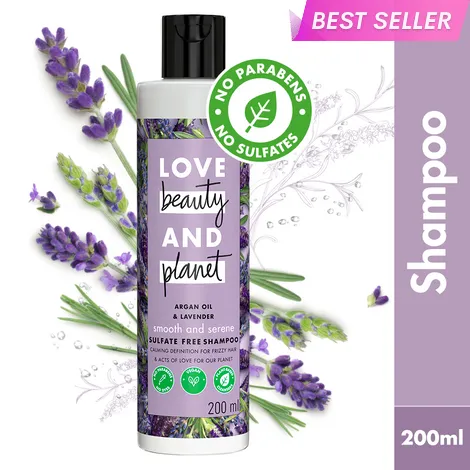 BEST SELLER
NO PARABENS
NO SULFATES
LOVE
beauty
AND
planet
ARGAN OIL
& LAVENDER
smooth and serene
SULFATE FREE SHAMPOO
CALMING DEFINITION FOR FRIZZY HAIR
& ACTS OF LOVE FOR OUR PLANET
VEGAN
200 ml
Shampoo
200ml